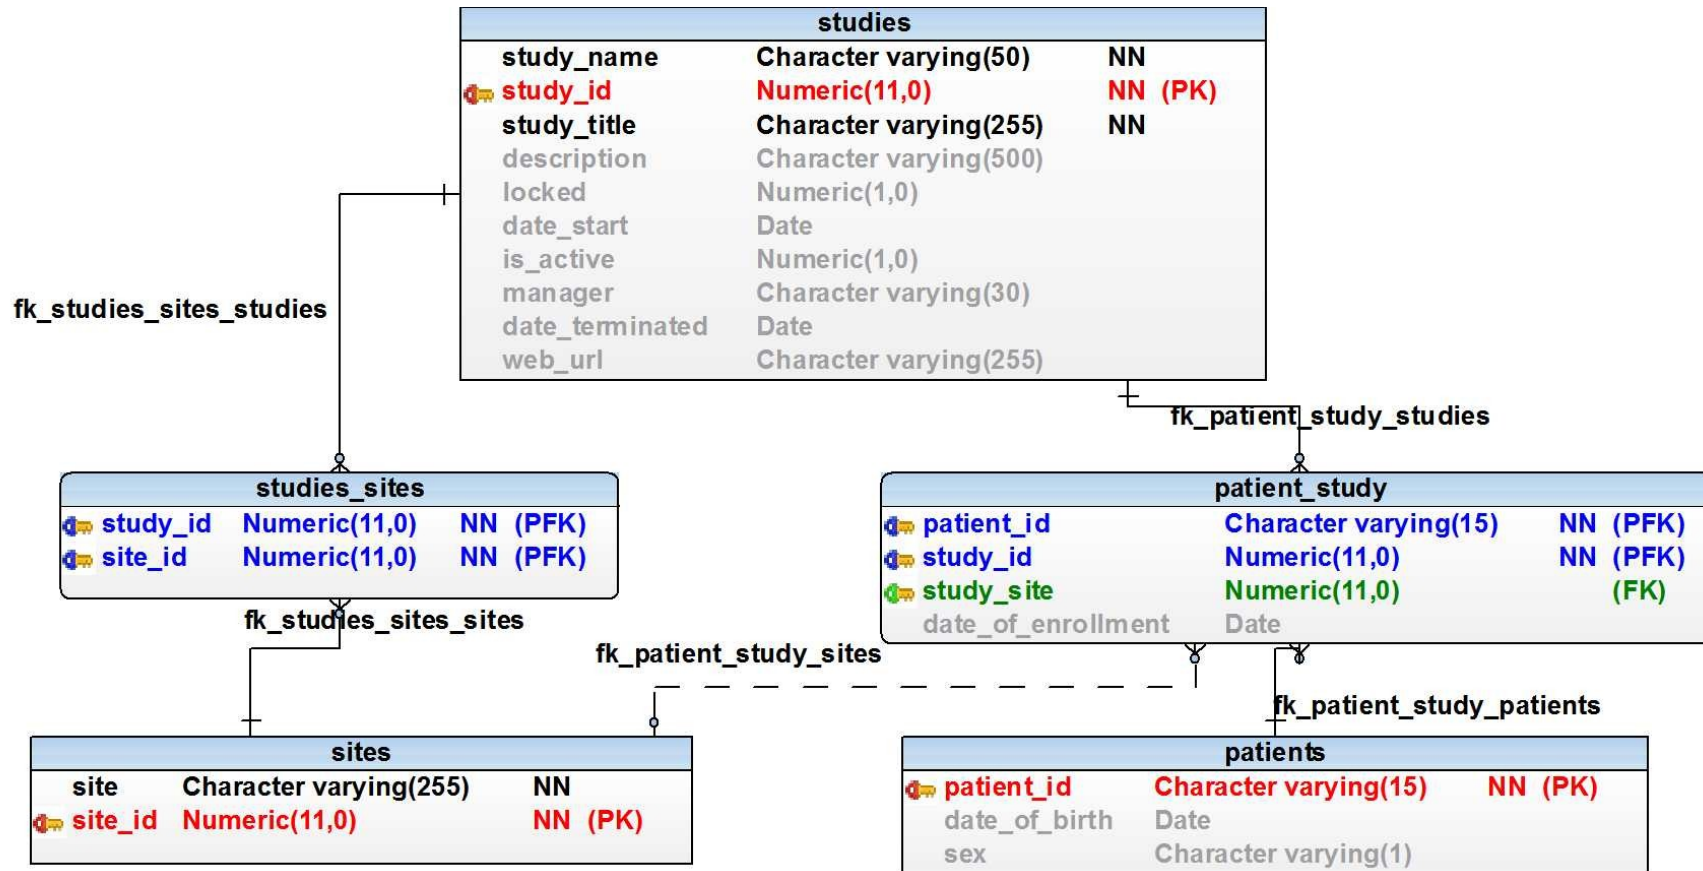 studies
study_name Character varying(50) NN
study_id Numeric(11,0) NN (PK)
study_title Character varying(255) NN
description Character varying(500)
locked Numeric(1,0)
date_start Date
is_active Numeric(1,0)
manager Character varying(30)
date_terminated Date
web_url Character varying(255)
fk_studies_sites_studies
fk_patient_study_studies
studies_sites
study_id Numeric(11,0) NN (PFK)
site_id Numeric(11,0) NN (PFK)
patient_study
patient_id Character varying(15) NN (PFK)
study_id Numeric(11,0) NN (PFK)
study_site Numeric(11,0) (FK)
date_of_enrollment Date
fk_studies_sites_sites
fk_patient_study_sites
fk_patient_study_patients
sites
site Character varying(255) NN
site_id Numeric(11,0) NN (PK)
patients
patient_id Character varying(15) NN (PK)
date_of_birth Date
sex Character varying(1)